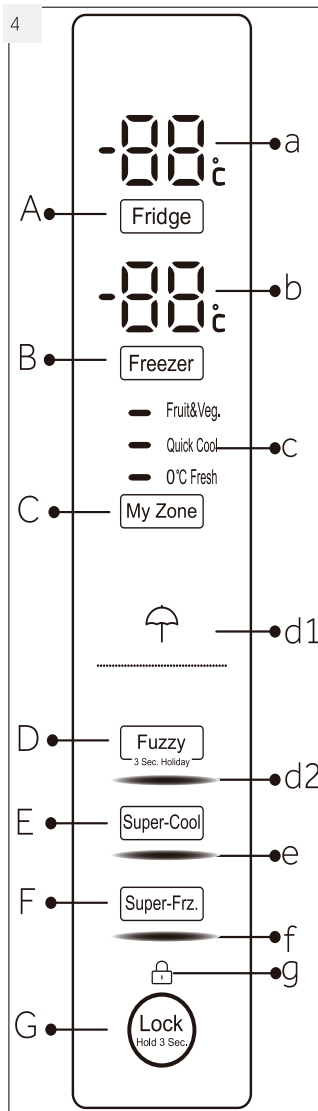 4
-88°c
a
A
Fridge
-88°c
b
B
Freezer
Fruit&Veg.
Quick Cool
c
0°C Fresh
C
My Zone
d1
D
Fuzzy
3 Sec. Holiday
d2
E
Super-Cool
e
F
Super-Frz.
f
g
G
Lock
Hold 3 Sec.